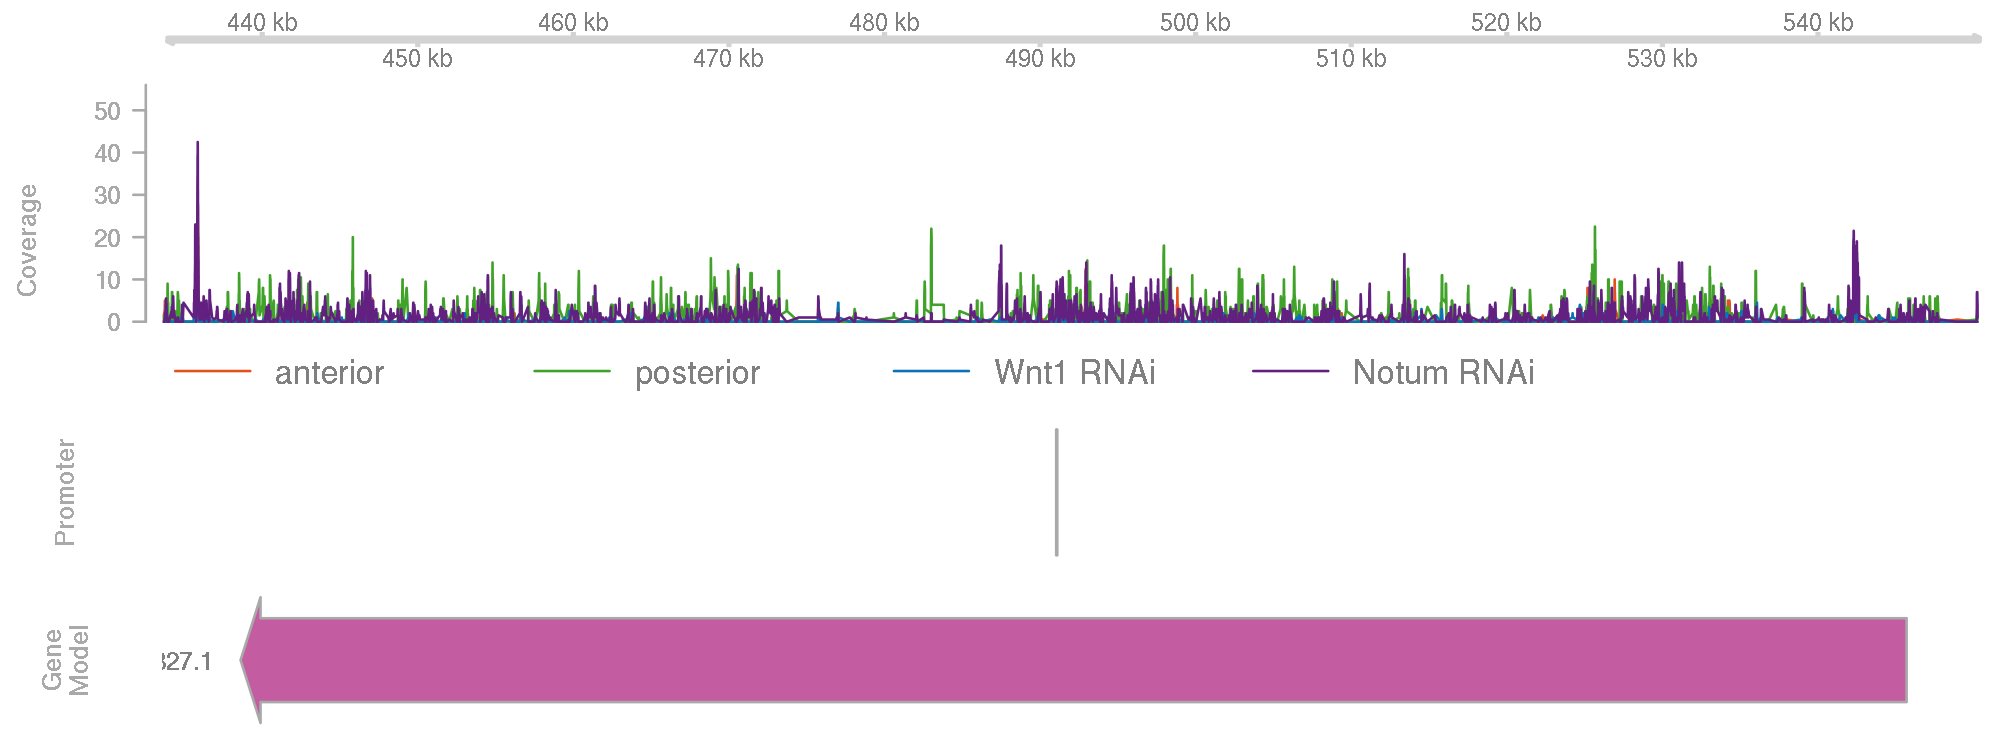 440 kb 460 kb 480 kb 500 kb 520 kb 540 kb
450 kb 470 kb 490 kb 510 kb 530 kb
Coverage
50
40
30
20
10
0
anterior posterior Wnt1 RNAi Notum RNAi
Promoter
Gene
Model
27.1